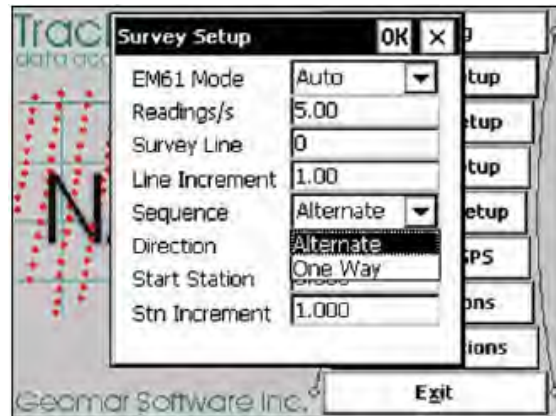 Trac
data acq
N
Survey Setup OK ×
EM61 Mode Auto
Readings/s 5.00
Survey Line 0
Line Increment 1.00
Sequence Alternate
Direction Alternate
One Way
Start Station
Stn Increment 1.000
g
tup
etup
tup
etup
GPS
ons
ions
Exit
Geomar Software Inc.